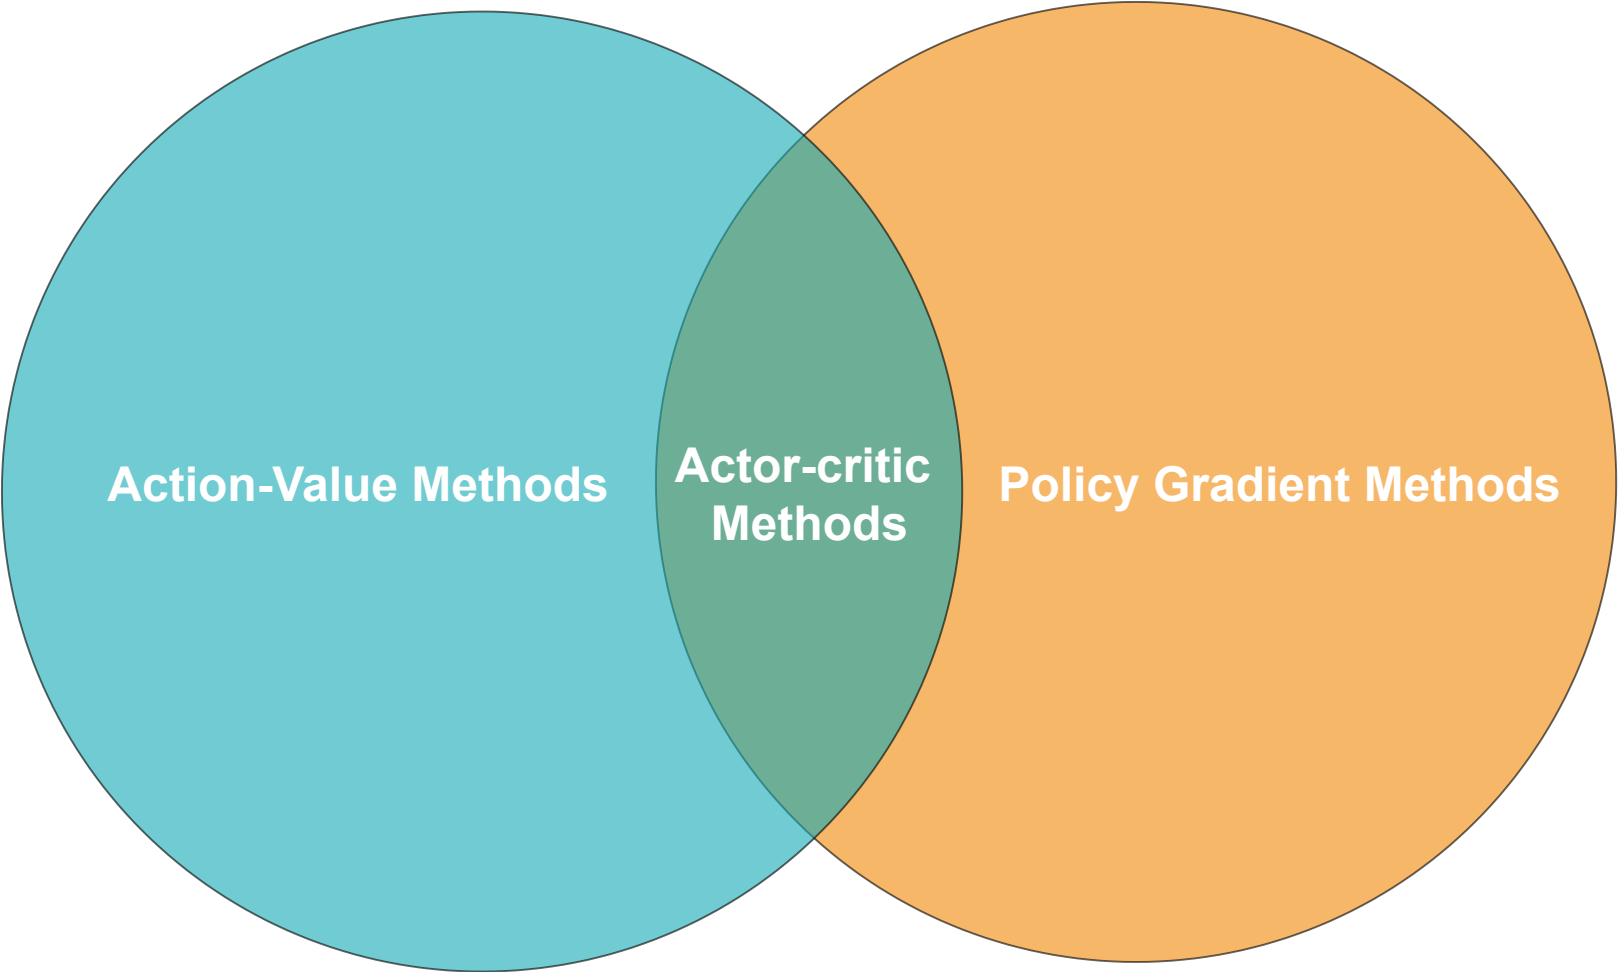 Action-Value Methods
Actor-critic
Methods
Policy Gradient Methods